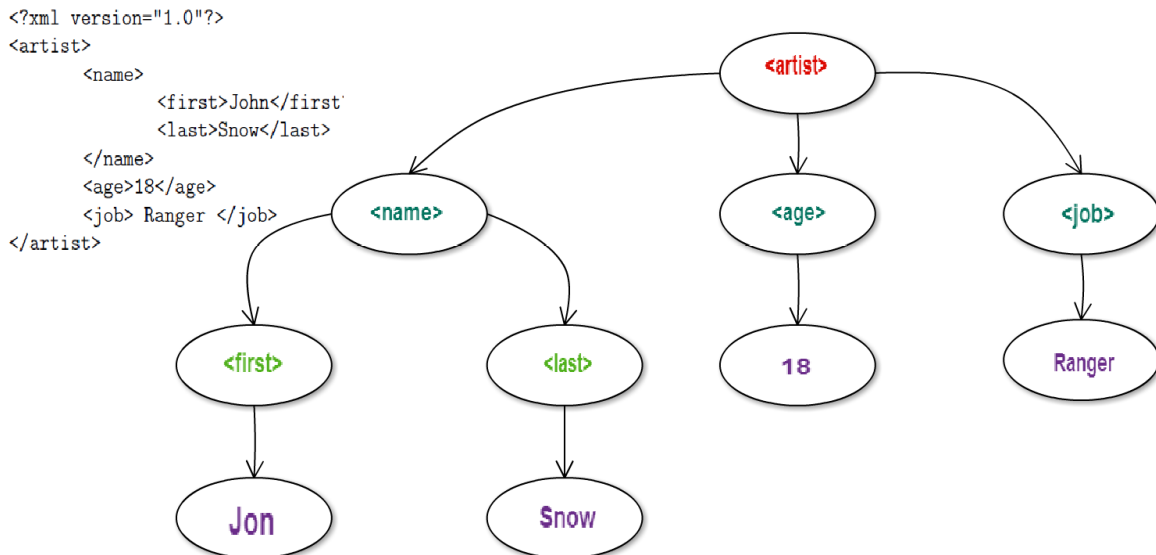 <?xml version="1.0"?>
<artist>
<name>
<first>John</first
<last>Snow</last>
</name>
<age>18</age>
<job> Ranger </job>
</artist>
<artist>
<name>
<age>
<job>
<first>
<last>
18
Ranger
Jon
Snow